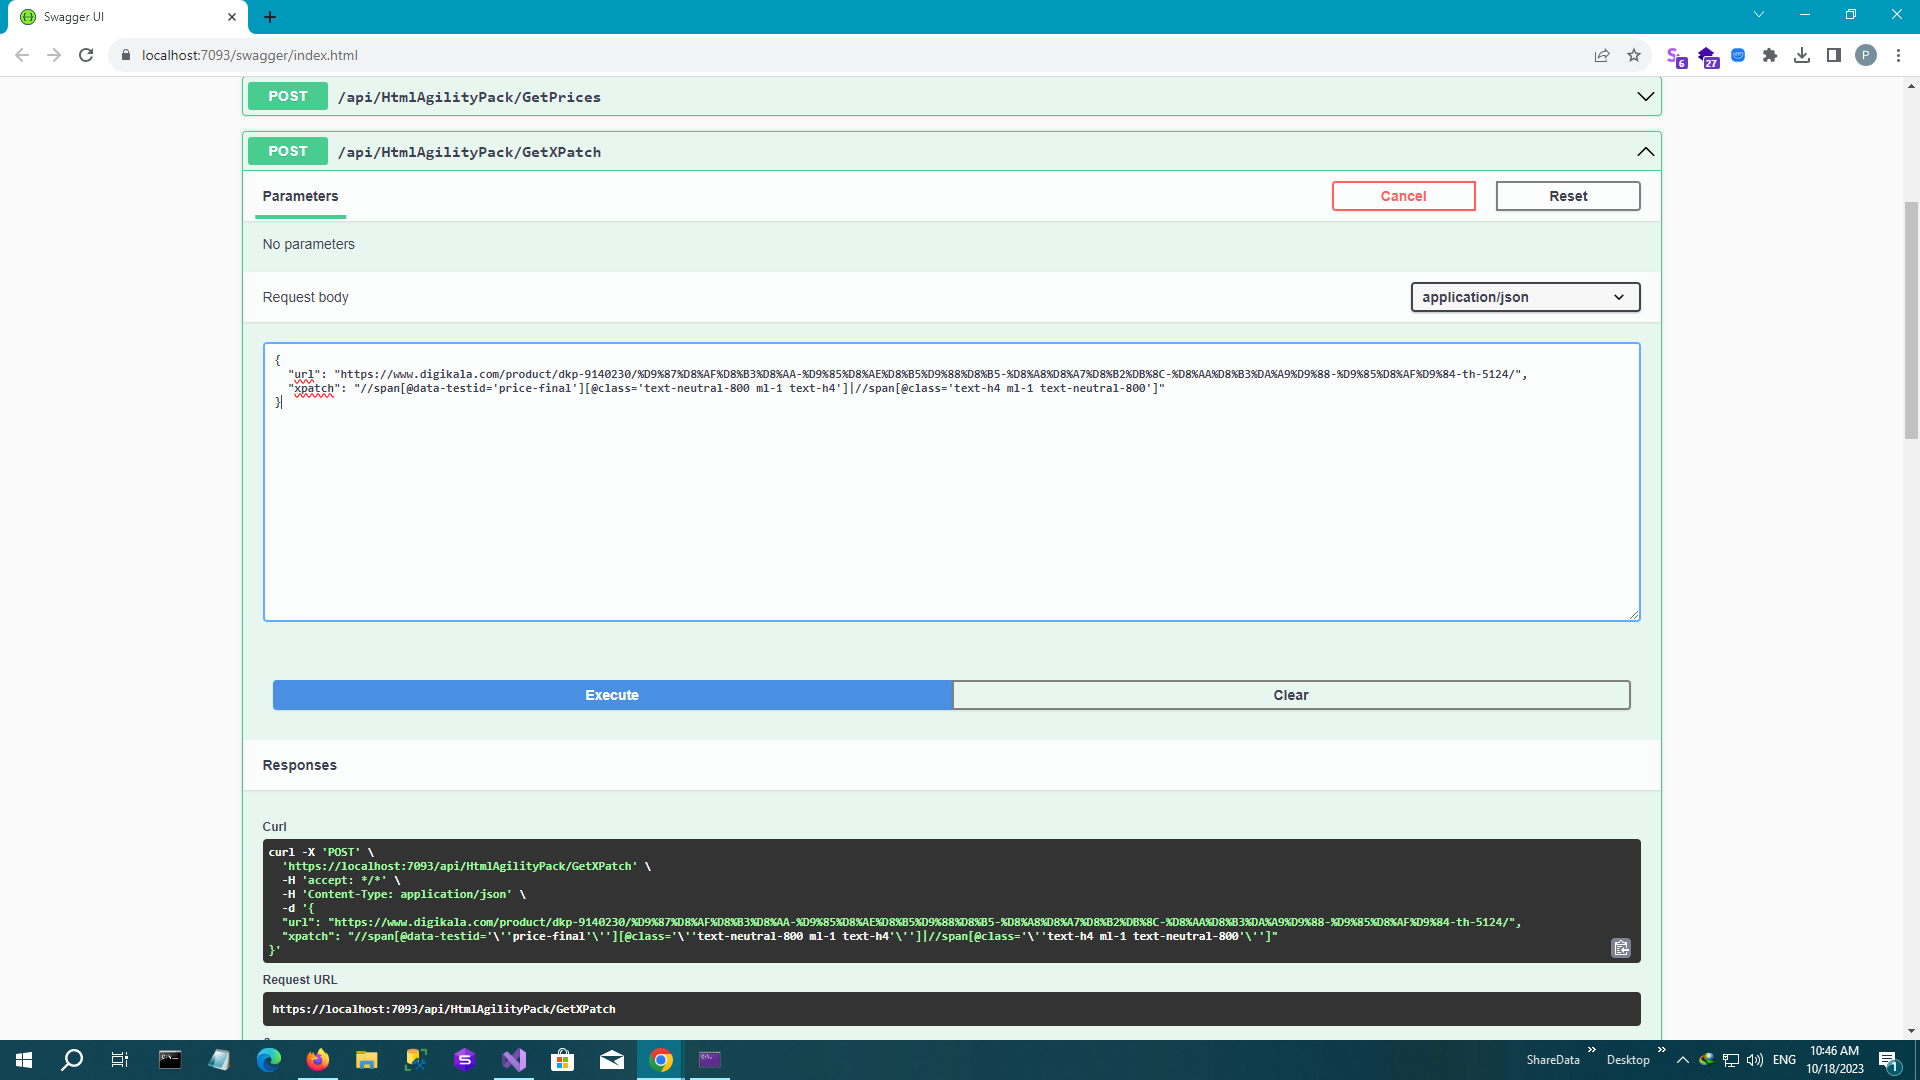 Swagger UI
localhost:7093/swagger/index.html
6
27
P
POST /api/HtmlAgilityPack/GetPrices
POST /api/HtmlAgilityPack/GetXPatch
Parameters
Cancel
Reset
No parameters
Request body
application/json
{
"url": "https://www.digikala.com/product/dkp-9140230/%D9%87%D8%AF%D8%B3%D8%AA-%D9%85%D8%AE%D8%B5%D9%88%D8%B5-%D8%A8%D8%A7%D8%B2%DB%8C-%D8%AA%D8%B3%DA%A9%D9%88-%D9%85%D8%AF%D9%84-th-5124/",
"xpatch": "//span[@data-testid='price-final'][@class='text-neutral-800 ml-1 text-h4']|//span[@class='text-h4 ml-1 text-neutral-800']"
}
Execute
Clear
Responses
Curl
curl -X 'POST' \
'https://localhost:7093/api/HtmlAgilityPack/GetXPatch' \
-H 'accept: */*' \
-H 'Content-Type: application/json' \
-d '{
"url": "https://www.digikala.com/product/dkp-9140230/%D9%87%D8%AF%D8%B3%D8%AA-%D9%85%D8%AE%D8%B5%D9%88%D8%B5-%D8%A8%D8%A7%D8%B2%DB%8C-%D8%AA%D8%B3%DA%A9%D9%88-%D9%85%D8%AF%D9%84-th-5124/",
"xpatch": "//span[@data-testid='\''price-final'\''][@class='\''text-neutral-800 ml-1 text-h4'\'']|//span[@class='\''text-h4 ml-1 text-neutral-800'\'']"
}'
Request URL
https://localhost:7093/api/HtmlAgilityPack/GetXPatch
ShareData
Desktop
ENG
10:46 AM
10/18/2023
1